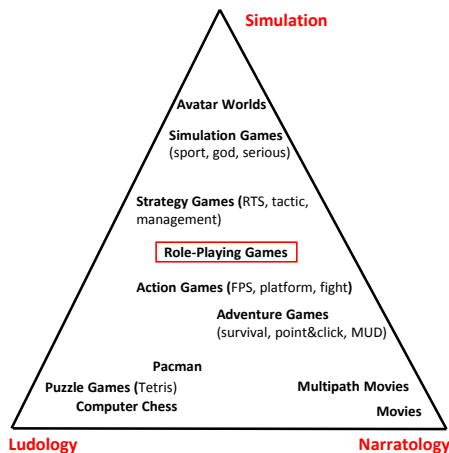 Simulation
Avatar Worlds
Simulation Games
(sport, god, serious)
Strategy Games (RTS, tactic,
management)
Role-Playing Games
Action Games (FPS, platform, fight)
Adventure Games
(survival, point&click, MUD)
Pacman
Puzzle Games (Tetris)
Multipath Movies
Computer Chess
Movies
Ludology
Narratology